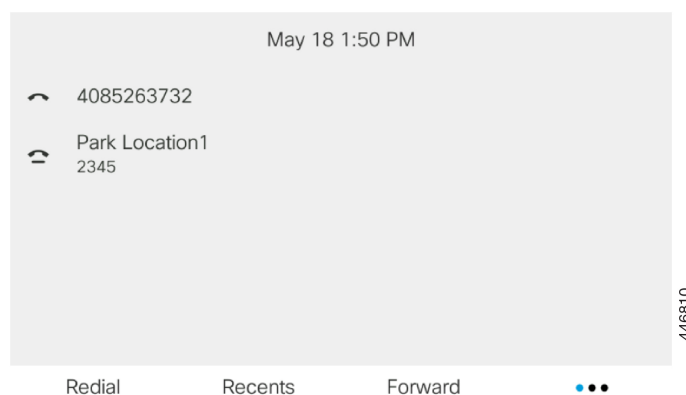 May 18 1:50 PM
4085263732
Park Location1
2345
446810
Redial Recents Forward